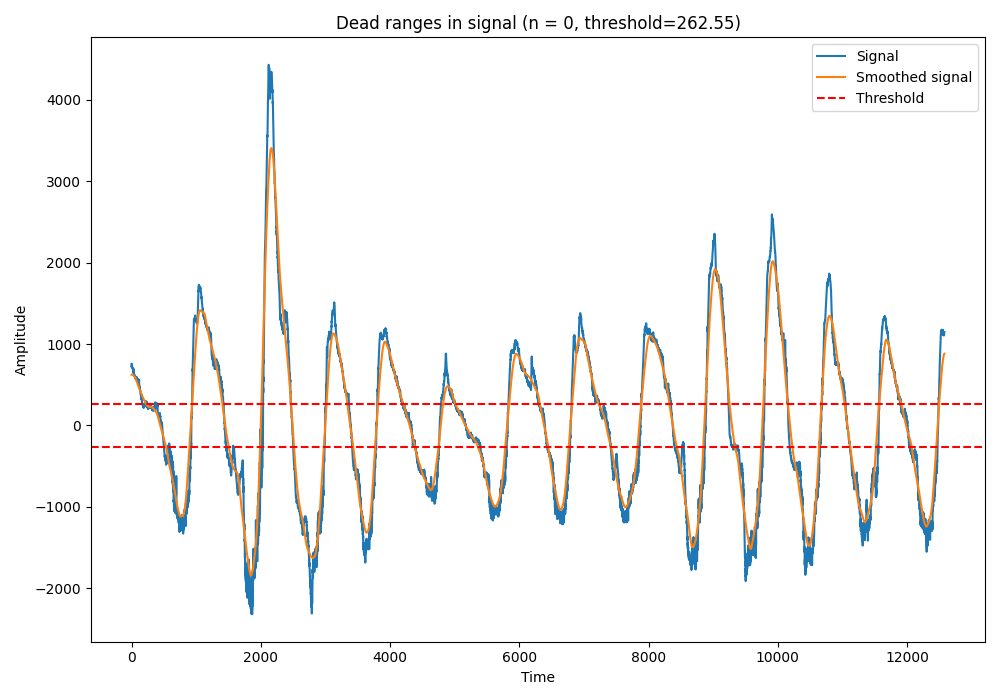 Dead ranges in signal (n = 0, threshold=262.55)
Signal
Smoothed signal
Threshold
Amplitude
4000
3000
2000
1000
0
−1000
−2000
0 2000 4000 6000 8000 10000 12000
Time